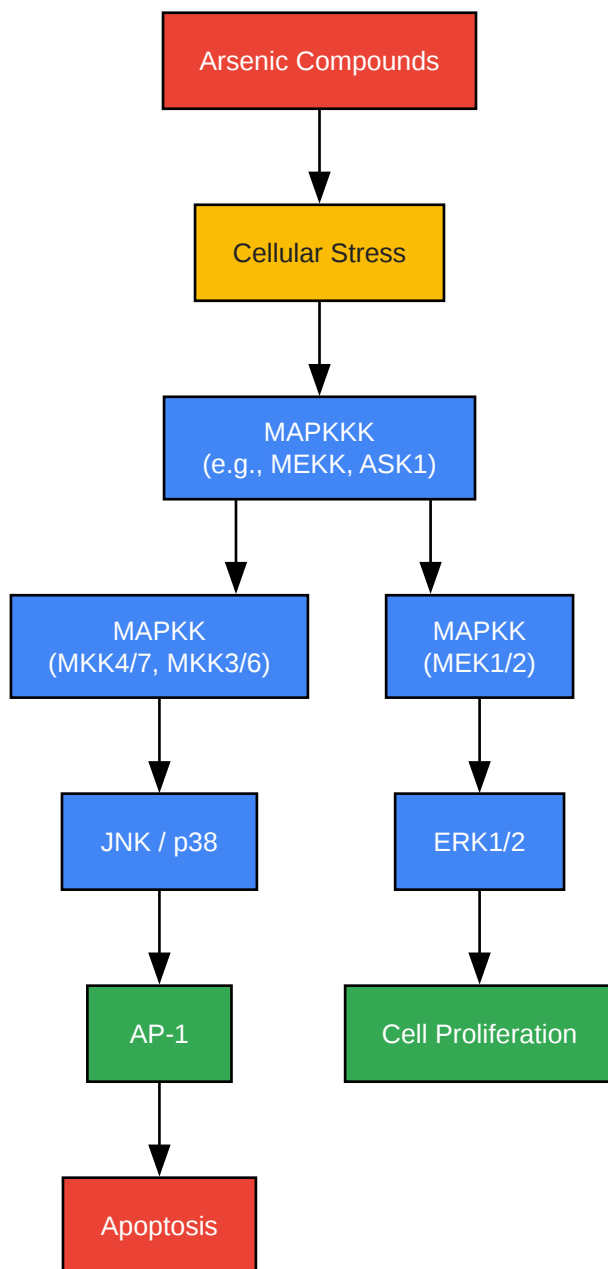 Arsenic Compounds
Cellular Stress
MAPKKK
(e.g., MEKK, ASK1)
MAPKK
(MKK4/7, MKK3/6)
MAPKK
(MEK1/2)
JNK / p38
ERK1/2
AP-1
Cell Proliferation
Apoptosis